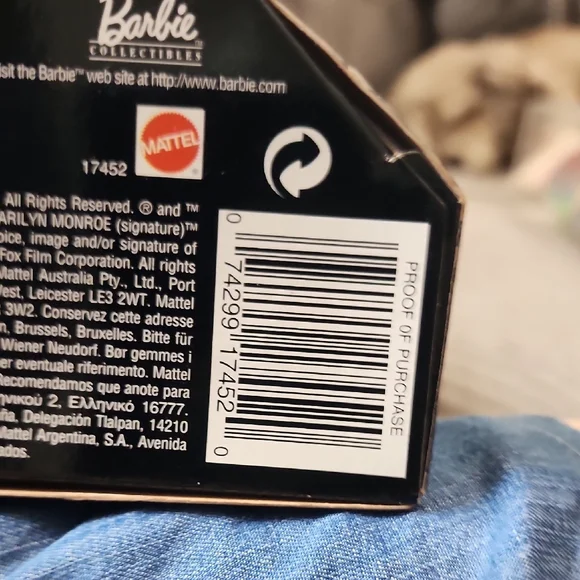 Barbie™
COLLECTIBLES
isit the Barbie™ web site at http://www.barbie.com
MATTEL
17452
All Rights Reserved. ® and ™
ARILYN MONROE (signature)™
oice, image and/or signature of
Fox Film Corporation. All rights
Mattel Australia Pty., Ltd., Port
West, Leicester LE3 2WT. Mattel
3W2. Conservez cette adresse
n, Brussels, Bruxelles. Bitte für
Wiener Neudorf. Bør gemmes i
er eventuale riferimento. Mattel
Recomendamos que anote para
ηνικού 2, Ελληνικό 16777.
ña, Delegación Tlalpan, 14210
Mattel Argentina, S.A., Avenida
ados.
0 74299 17452 0
PROOF OF PURCHASE